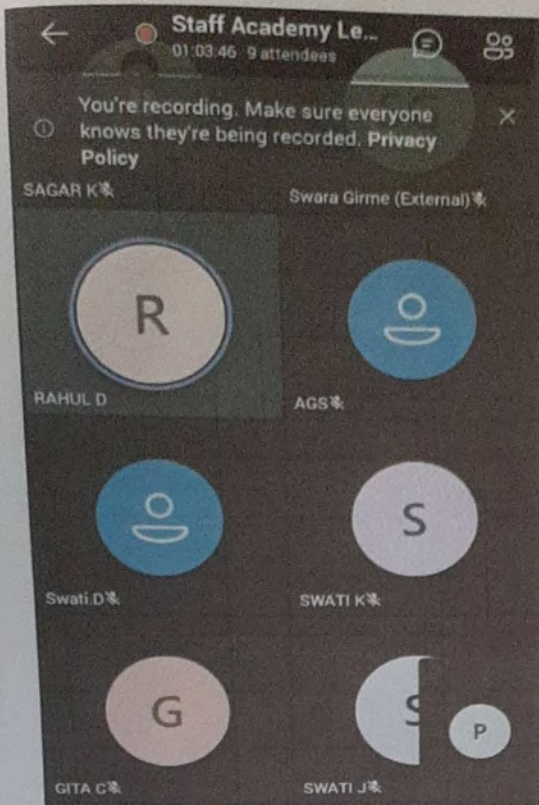 Staff Academy Le...
01:03:46 9 attendees
You're recording. Make sure everyone
knows they're being recorded. Privacy
Policy
SAGAR K
Swara Girme (External)
R
RAHUL D
AGS
Swati.D
S
SWATI K
G
S
P
GITA C
SWATI J